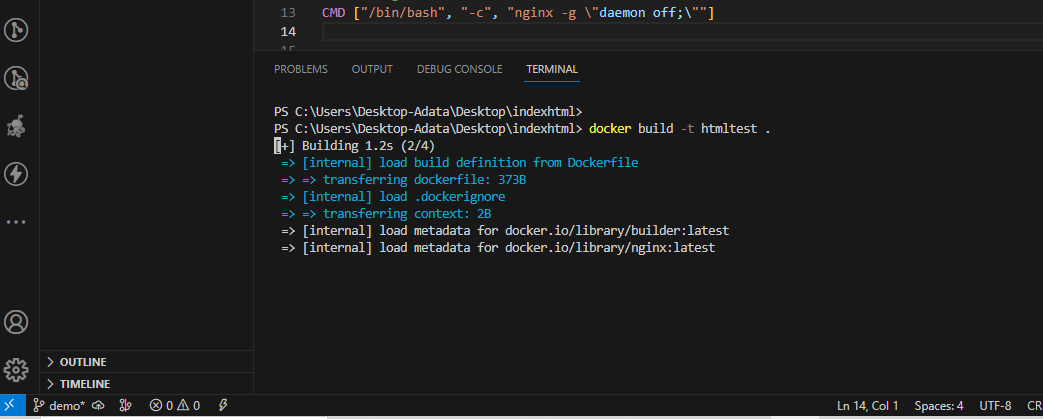 13 CMD ["/bin/bash", "-c", "nginx -g \"daemon off;\""]
14
PROBLEMS OUTPUT DEBUG CONSOLE TERMINAL
PS C:\Users\Desktop-Adata\Desktop\indexhtml>
PS C:\Users\Desktop-Adata\Desktop\indexhtml> docker build -t htmltest .
[+] Building 1.2s (2/4)
=> [internal] load build definition from Dockerfile
=> => transferring dockerfile: 373B
=> [internal] load .dockerignore
=> => transferring context: 2B
=> [internal] load metadata for docker.io/library/builder:latest
=> [internal] load metadata for docker.io/library/nginx:latest
OUTLINE
TIMELINE
demo* 0 0 Ln 14, Col 1 Spaces: 4 UTF-8 CR